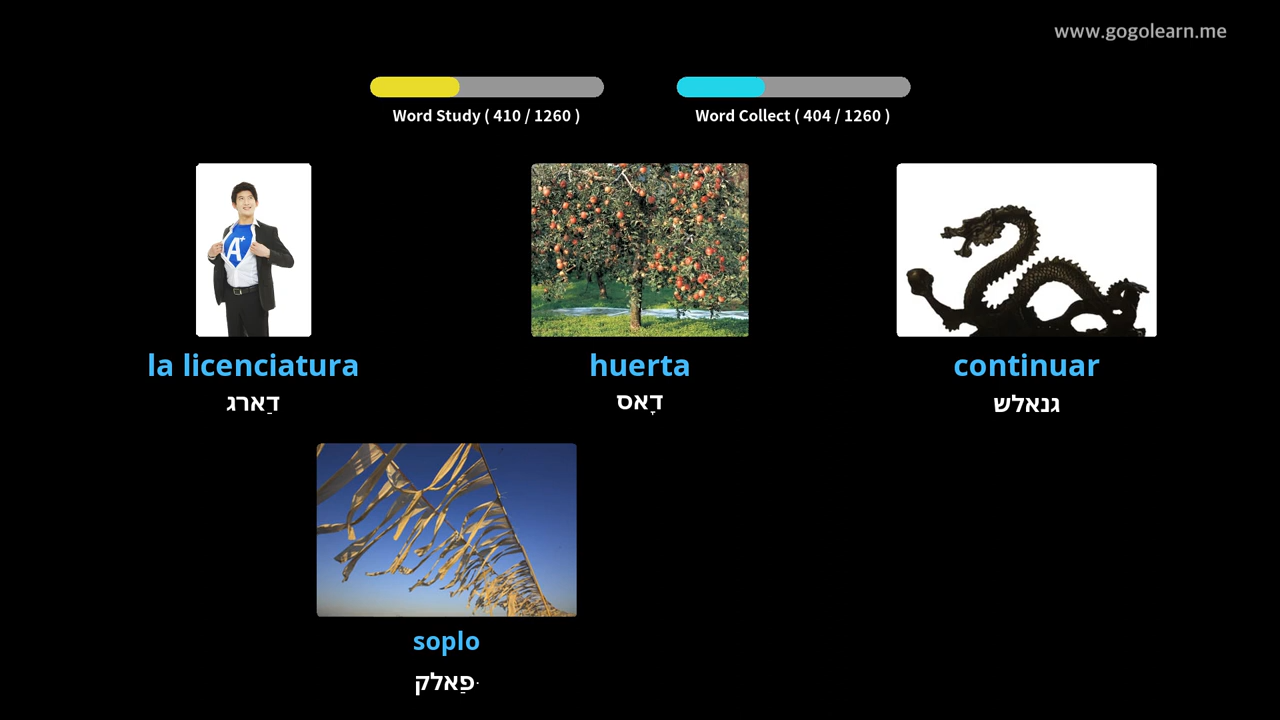 www.gogolearn.me
Word Study ( 410 / 1260 )
Word Collect ( 404 / 1260 )
A+
la licenciatura
דַארג
huerta
דָאס
continuar
גנאלש
soplo
פַּאלק